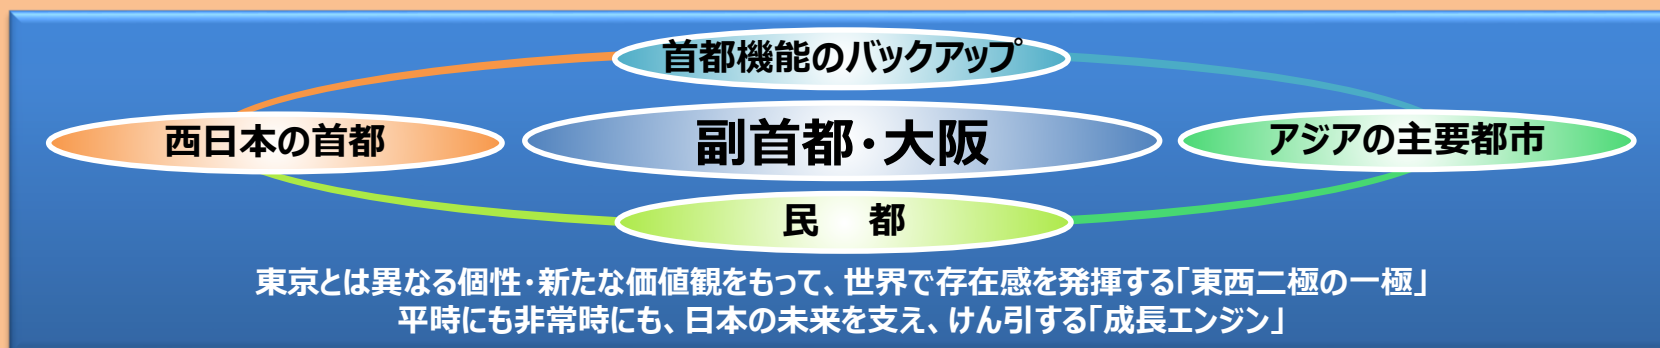 首都機能のバックアップ
西日本の首都
副首都・大阪
アジアの主要都市
民　都
東京とは異なる個性・新たな価値観をもって、世界で存在感を発揮する「東西二極の一極」
平時にも非常時にも、日本の未来を支え、けん引する「成長エンジン」